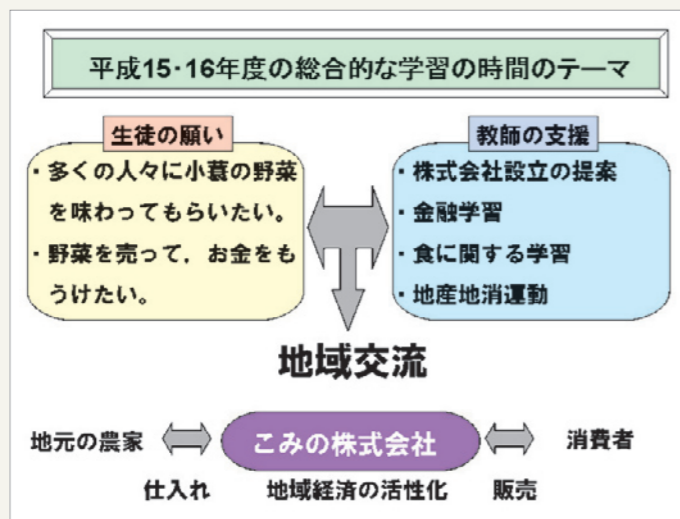 平成15・16年度の総合的な学習の時間のテーマ
生徒の願い
・多くの人々に小蓑の野菜
を味わってもらいたい。
・野菜を売って，お金をも
うけたい。
教師の支援
・株式会社設立の提案
・金融学習
・食に関する学習
・地産地消運動
地域交流
地元の農家
こみの株式会社
消費者
仕入れ
地域経済の活性化
販売